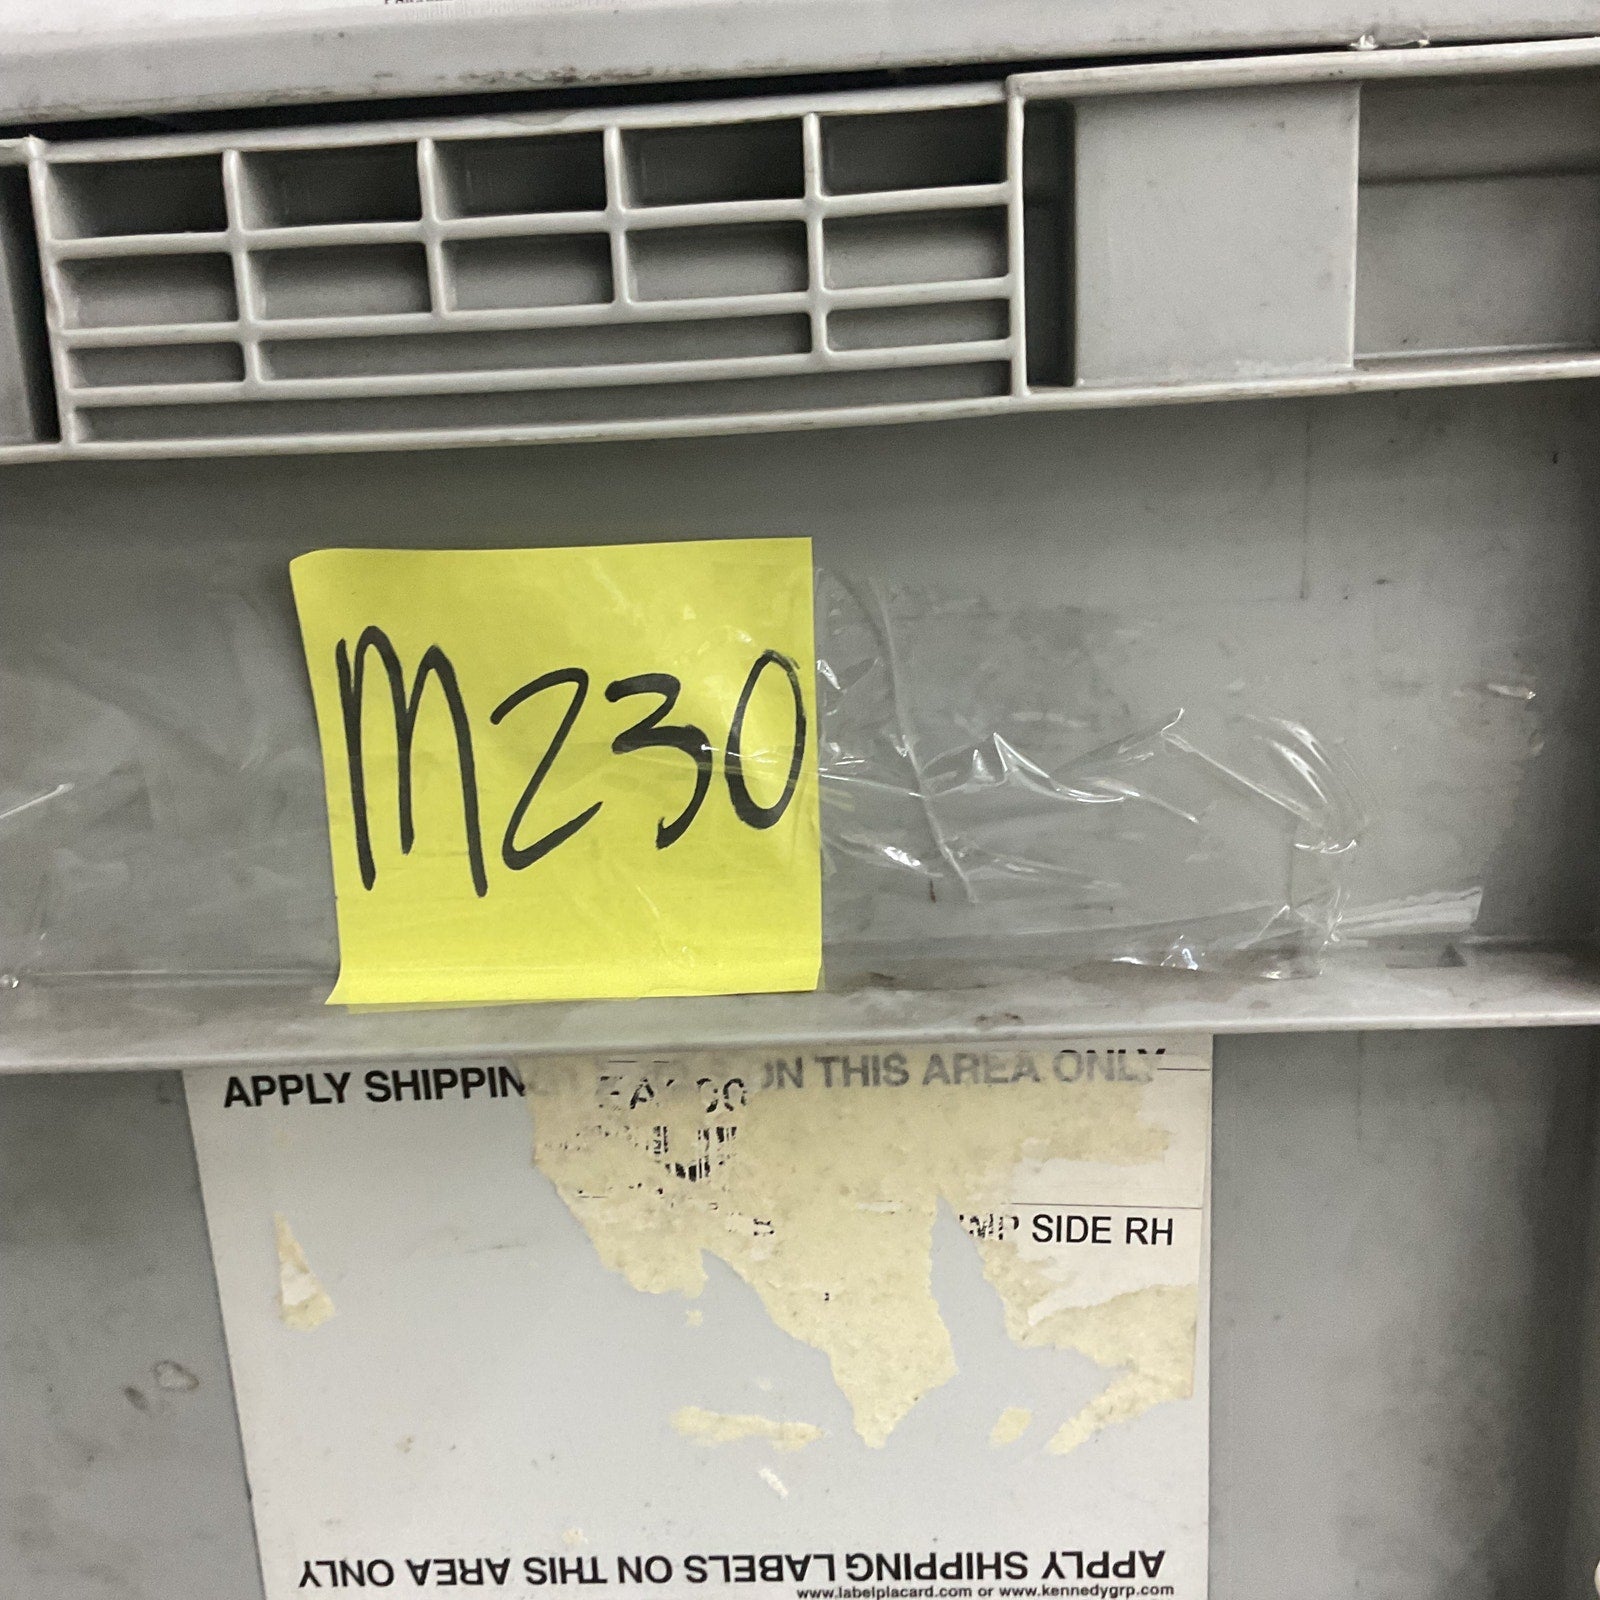 M230
APPLY SHIPPIN ON THIS AREA ONLY
SIDE RH
APPLY SHIPPING LABELS ON THIS AREA ONLY
www.labelplacard.com or www.kennedygrp.com